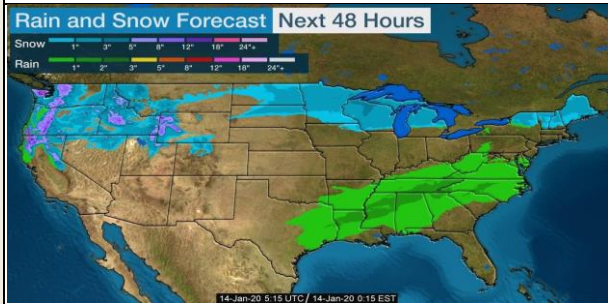 Rain and Snow Forecast Next 48 Hours
Snow
1" 3" 5" 8" 12" 18" 24"+
Rain
1" 2" 3" 5" 8" 12" 18" 24"+
14-Jan-20 5:15 UTC / 14-Jan-20 0:15 EST